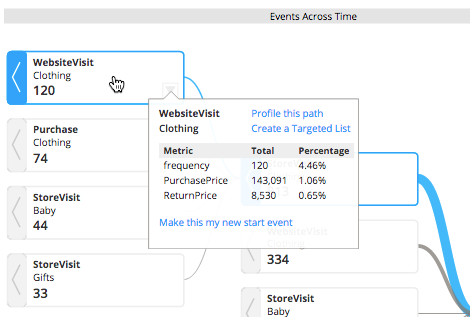 Events Across Time
WebsiteVisit
Clothing
120
Purchase
Clothing
74
StoreVisit
Baby
44
StoreVisit
Gifts
33
WebsiteVisit
Clothing
Profile this path
Create a Targeted List
Metric Total Percentage
frequency 120 4.46%
PurchasePrice 143,091 1.06%
ReturnPrice 8,530 0.65%
Make this my new start event
WebsiteVisit
Clothing
334
StoreVisit
Baby